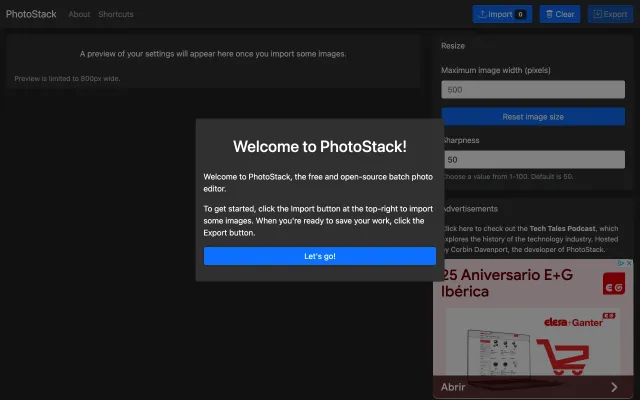 PhotoStack
About
Shortcuts
Import 0
Clear
Export
A preview of your settings will appear here once you import some images.
Preview is limited to 800px wide.
Resize
Maximum image width (pixels)
500
Reset image size
Sharpness
50
Choose a value from 1-100. Default is 50.
Welcome to PhotoStack!
Welcome to PhotoStack, the free and open-source batch photo
editor.
To get started, click the Import button at the top-right to import
some images. When you're ready to save your work, click the
Export button.
Let's go!
Advertisements
Click here to check out the Tech Tales Podcast, which
explores the history of the technology industry. Hosted
by Corbin Davenport, the developer of PhotoStack.
25 Aniversario E+G
Ibérica
elesa+Ganter
Abrir